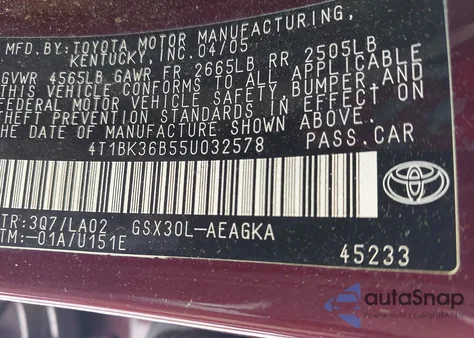 MFD.BY:TOYOTA MOTOR MANUFACTURING,
KENTUCKY, INC. 04/05
GVWR 4565LB GAWR FR 2665LB RR 2505LB
THIS VEHICLE CONFORMS TO ALL APPLICABLE
FEDERAL MOTOR VEHICLE SAFETY, BUMPER, AND
THEFT PREVENTION STANDARDS IN EFFECT ON
THE DATE OF MANUFACTURE SHOWN ABOVE.
4T1BK36B55U032578 PASS.CAR
TR:3Q7/LA02 GSX30L-AEAGKA
TM:-01A/U151E
45233
autoSnap